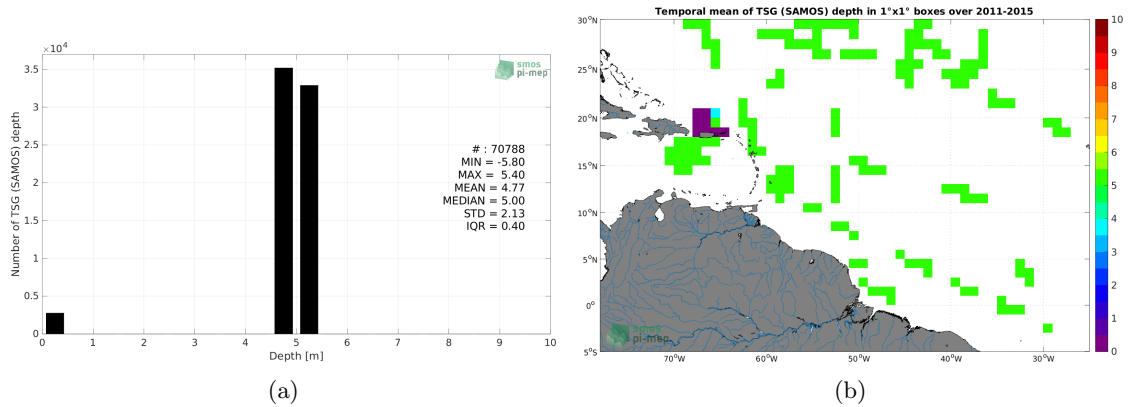 ×10⁴
3.5
3
2.5
2
1.5
1
0.5
0
Number of TSG (SAMOS) depth
smos
pi-mep
# : 70788
MIN = -5.80
MAX = 5.40
MEAN = 4.77
MEDIAN = 5.00
STD = 2.13
IQR = 0.40
0 1 2 3 4 5 6 7 8 9 10
Depth [m]
(a)
Temporal mean of TSG (SAMOS) depth in 1°x1° boxes over 2011-2015
30°N
25°N
20°N
15°N
10°N
5°N
0°
5°S
smos
pi-mep
70°W 60°W 50°W 40°W 30°W
10
9
8
7
6
5
4
3
2
1
0
(b)